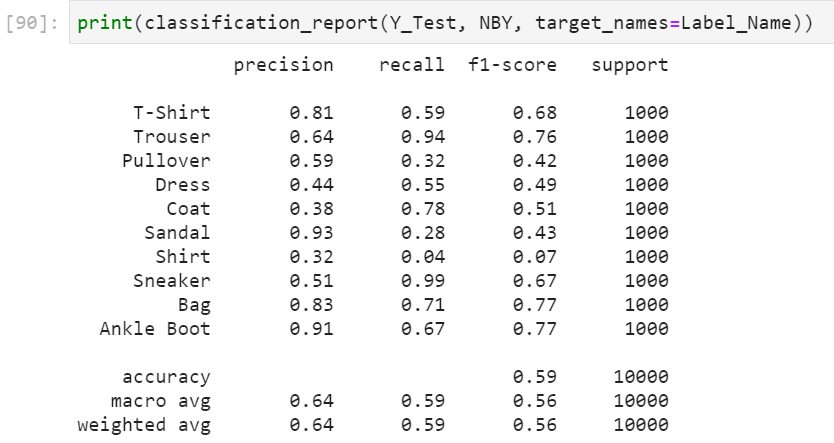 [90]: print(classification_report(Y_Test, NBY, target_names=Label_Name))
precision recall f1-score support
T-Shirt 0.81 0.59 0.68 1000
Trouser 0.64 0.94 0.76 1000
Pullover 0.59 0.32 0.42 1000
Dress 0.44 0.55 0.49 1000
Coat 0.38 0.78 0.51 1000
Sandal 0.93 0.28 0.43 1000
Shirt 0.32 0.04 0.07 1000
Sneaker 0.51 0.99 0.67 1000
Bag 0.83 0.71 0.77 1000
Ankle Boot 0.91 0.67 0.77 1000
accuracy 0.59 10000
macro avg 0.64 0.59 0.56 10000
weighted avg 0.64 0.59 0.56 10000